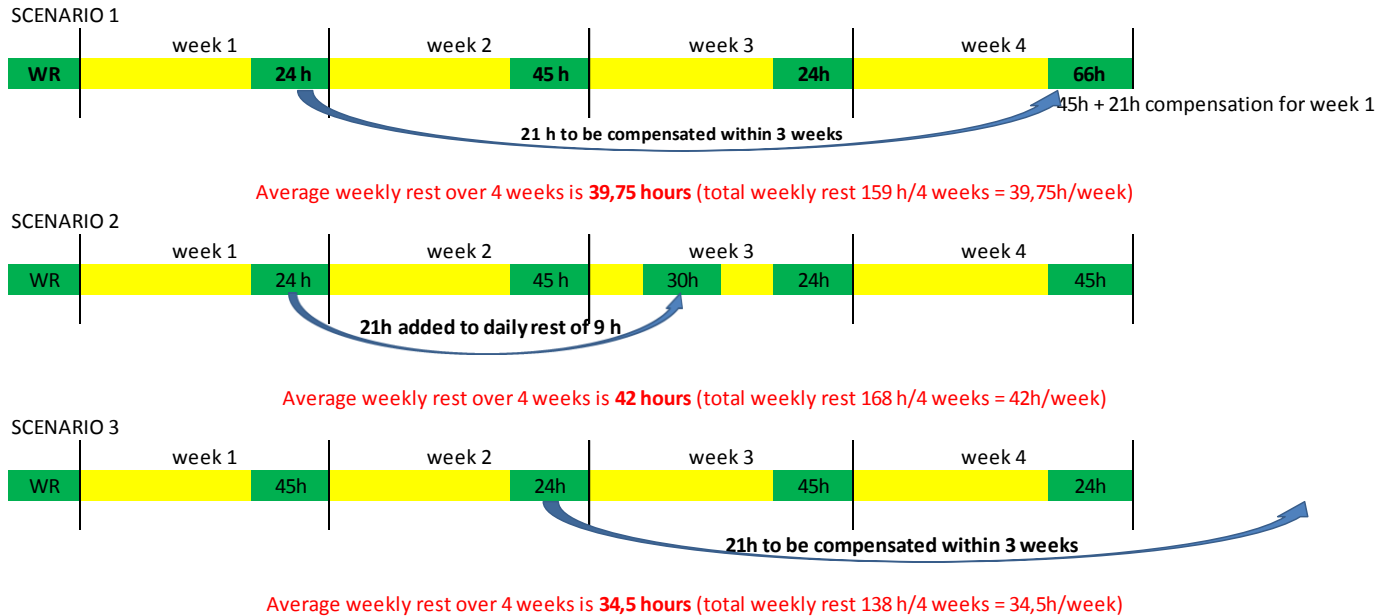 SCENARIO 1
week 1 week 2 week 3 week 4
WR 24 h 45 h 24h 66h
45h + 21h compensation for week 1
21 h to be compensated within 3 weeks
Average weekly rest over 4 weeks is 39,75 hours (total weekly rest 159 h/4 weeks = 39,75h/week)
SCENARIO 2
week 1 week 2 week 3 week 4
WR 24 h 45 h 30h 24h 45h
21h added to daily rest of 9 h
Average weekly rest over 4 weeks is 42 hours (total weekly rest 168 h/4 weeks = 42h/week)
SCENARIO 3
week 1 week 2 week 3 week 4
WR 45h 24h 45h 24h
21h to be compensated within 3 weeks
Average weekly rest over 4 weeks is 34,5 hours (total weekly rest 138 h/4 weeks = 34,5h/week)